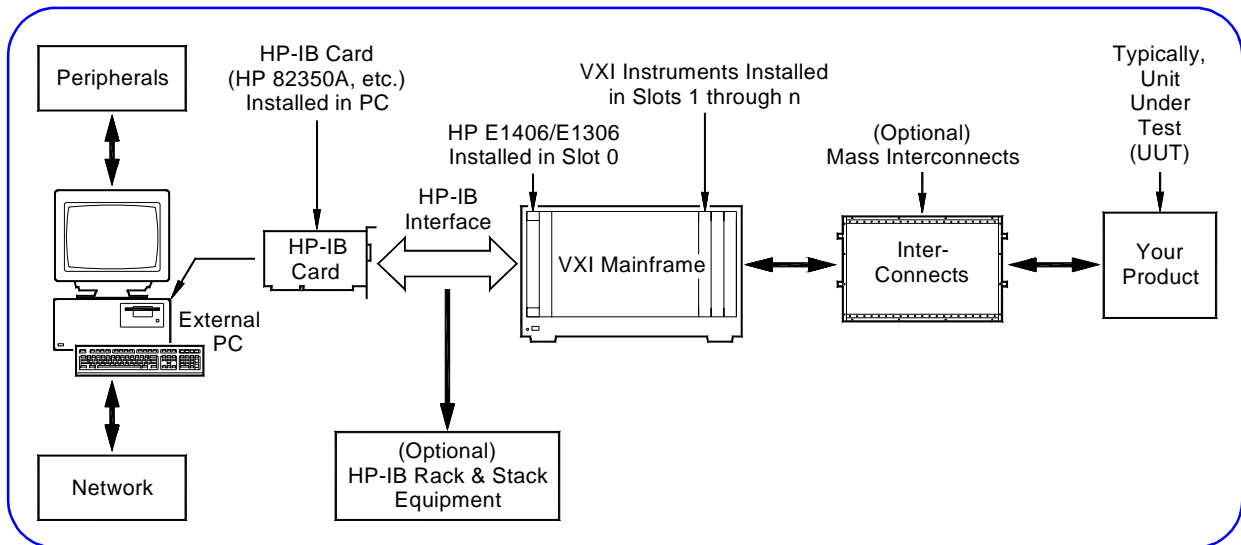 Peripherals
HP-IB Card
(HP 82350A, etc.)
Installed in PC
VXI Instruments Installed
in Slots 1 through n
Typically,
Unit
Under
Test
(UUT)
HP E1406/E1306
Installed in Slot 0
(Optional)
Mass Interconnects
HP-IB
Interface
HP-IB
Card
VXI Mainframe
Inter-
Connects
Your
Product
External
PC
(Optional)
HP-IB Rack & Stack
Equipment
Network